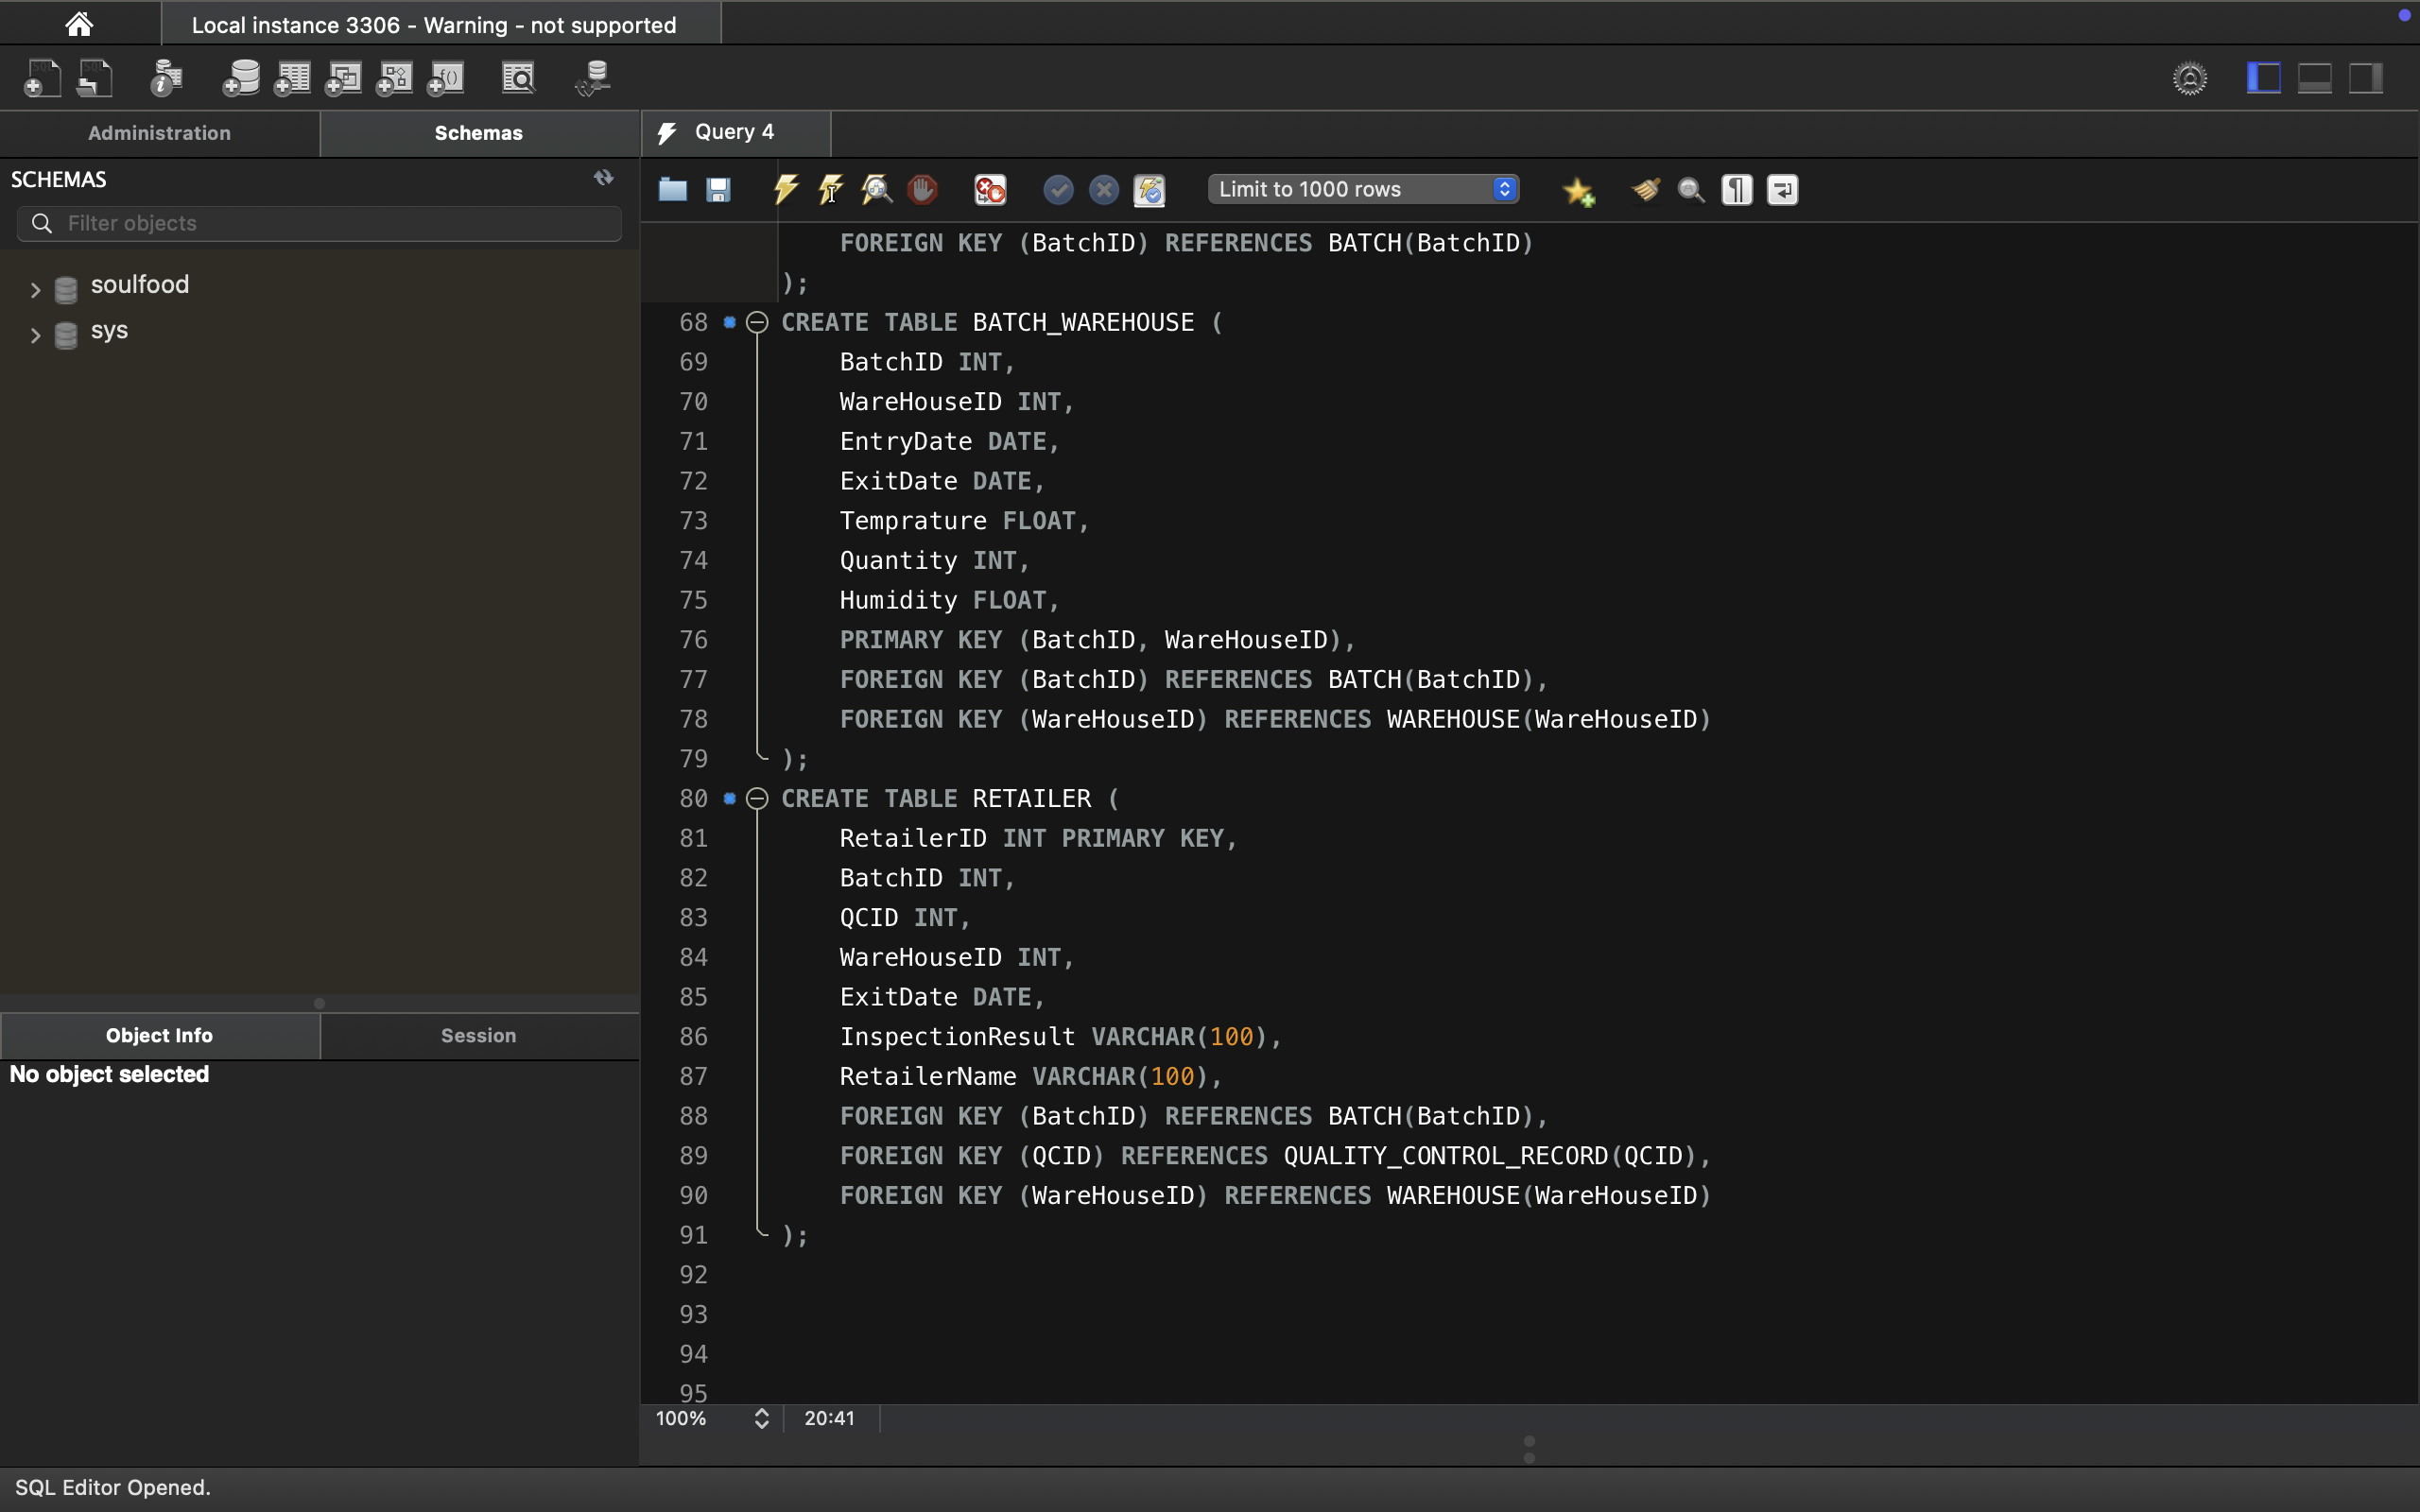 Local instance 3306 - Warning - not supported
Administration
Schemas
Query 4
SCHEMAS
Filter objects
soulfood
sys
Object Info
Session
No object selected
Limit to 1000 rows
FOREIGN KEY (BatchID) REFERENCES BATCH(BatchID)
);
68 CREATE TABLE BATCH_WAREHOUSE (
69 BatchID INT,
70 WareHouseID INT,
71 EntryDate DATE,
72 ExitDate DATE,
73 Temprature FLOAT,
74 Quantity INT,
75 Humidity FLOAT,
76 PRIMARY KEY (BatchID, WareHouseID),
77 FOREIGN KEY (BatchID) REFERENCES BATCH(BatchID),
78 FOREIGN KEY (WareHouseID) REFERENCES WAREHOUSE(WareHouseID)
79 );
80 CREATE TABLE RETAILER (
81 RetailerID INT PRIMARY KEY,
82 BatchID INT,
83 QCID INT,
84 WareHouseID INT,
85 ExitDate DATE,
86 InspectionResult VARCHAR(100),
87 RetailerName VARCHAR(100),
88 FOREIGN KEY (BatchID) REFERENCES BATCH(BatchID),
89 FOREIGN KEY (QCID) REFERENCES QUALITY_CONTROL_RECORD(QCID),
90 FOREIGN KEY (WareHouseID) REFERENCES WAREHOUSE(WareHouseID)
91 );
92
93
94
95
100%
20:41
SQL Editor Opened.